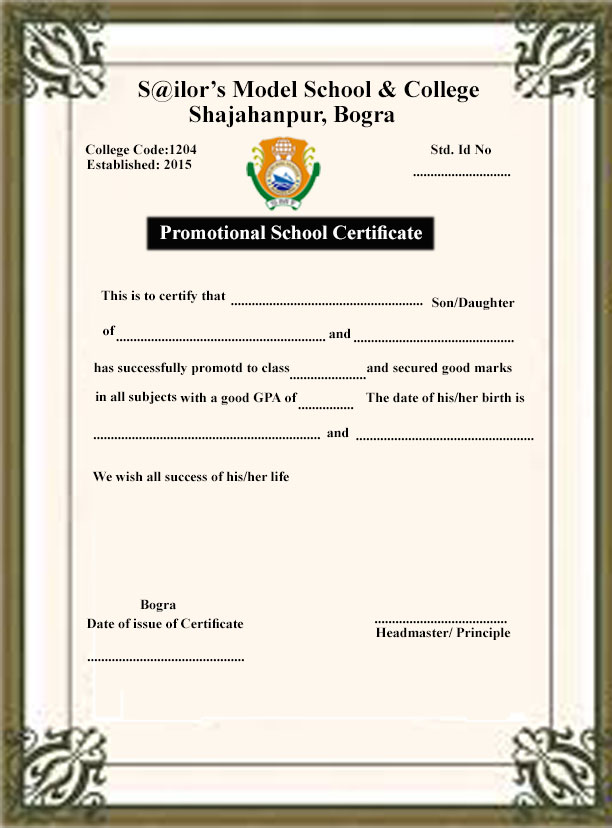 S@ilor's Model School & College
Shajahanpur, Bogra
College Code:1204
Established: 2015
Std. Id No
..............................
Promotional School Certificate
This is to certify that ............................................................ Son/Daughter
of ................................................................. and ..................................................
has successfully promotd to class........................and secured good marks
in all subjects with a good GPA of ................. The date of his/her birth is
....................................................................... and .......................................................
We wish all success of his/her life
Bogra
Date of issue of Certificate
.................................................
.........................................
Headmaster/ Principle